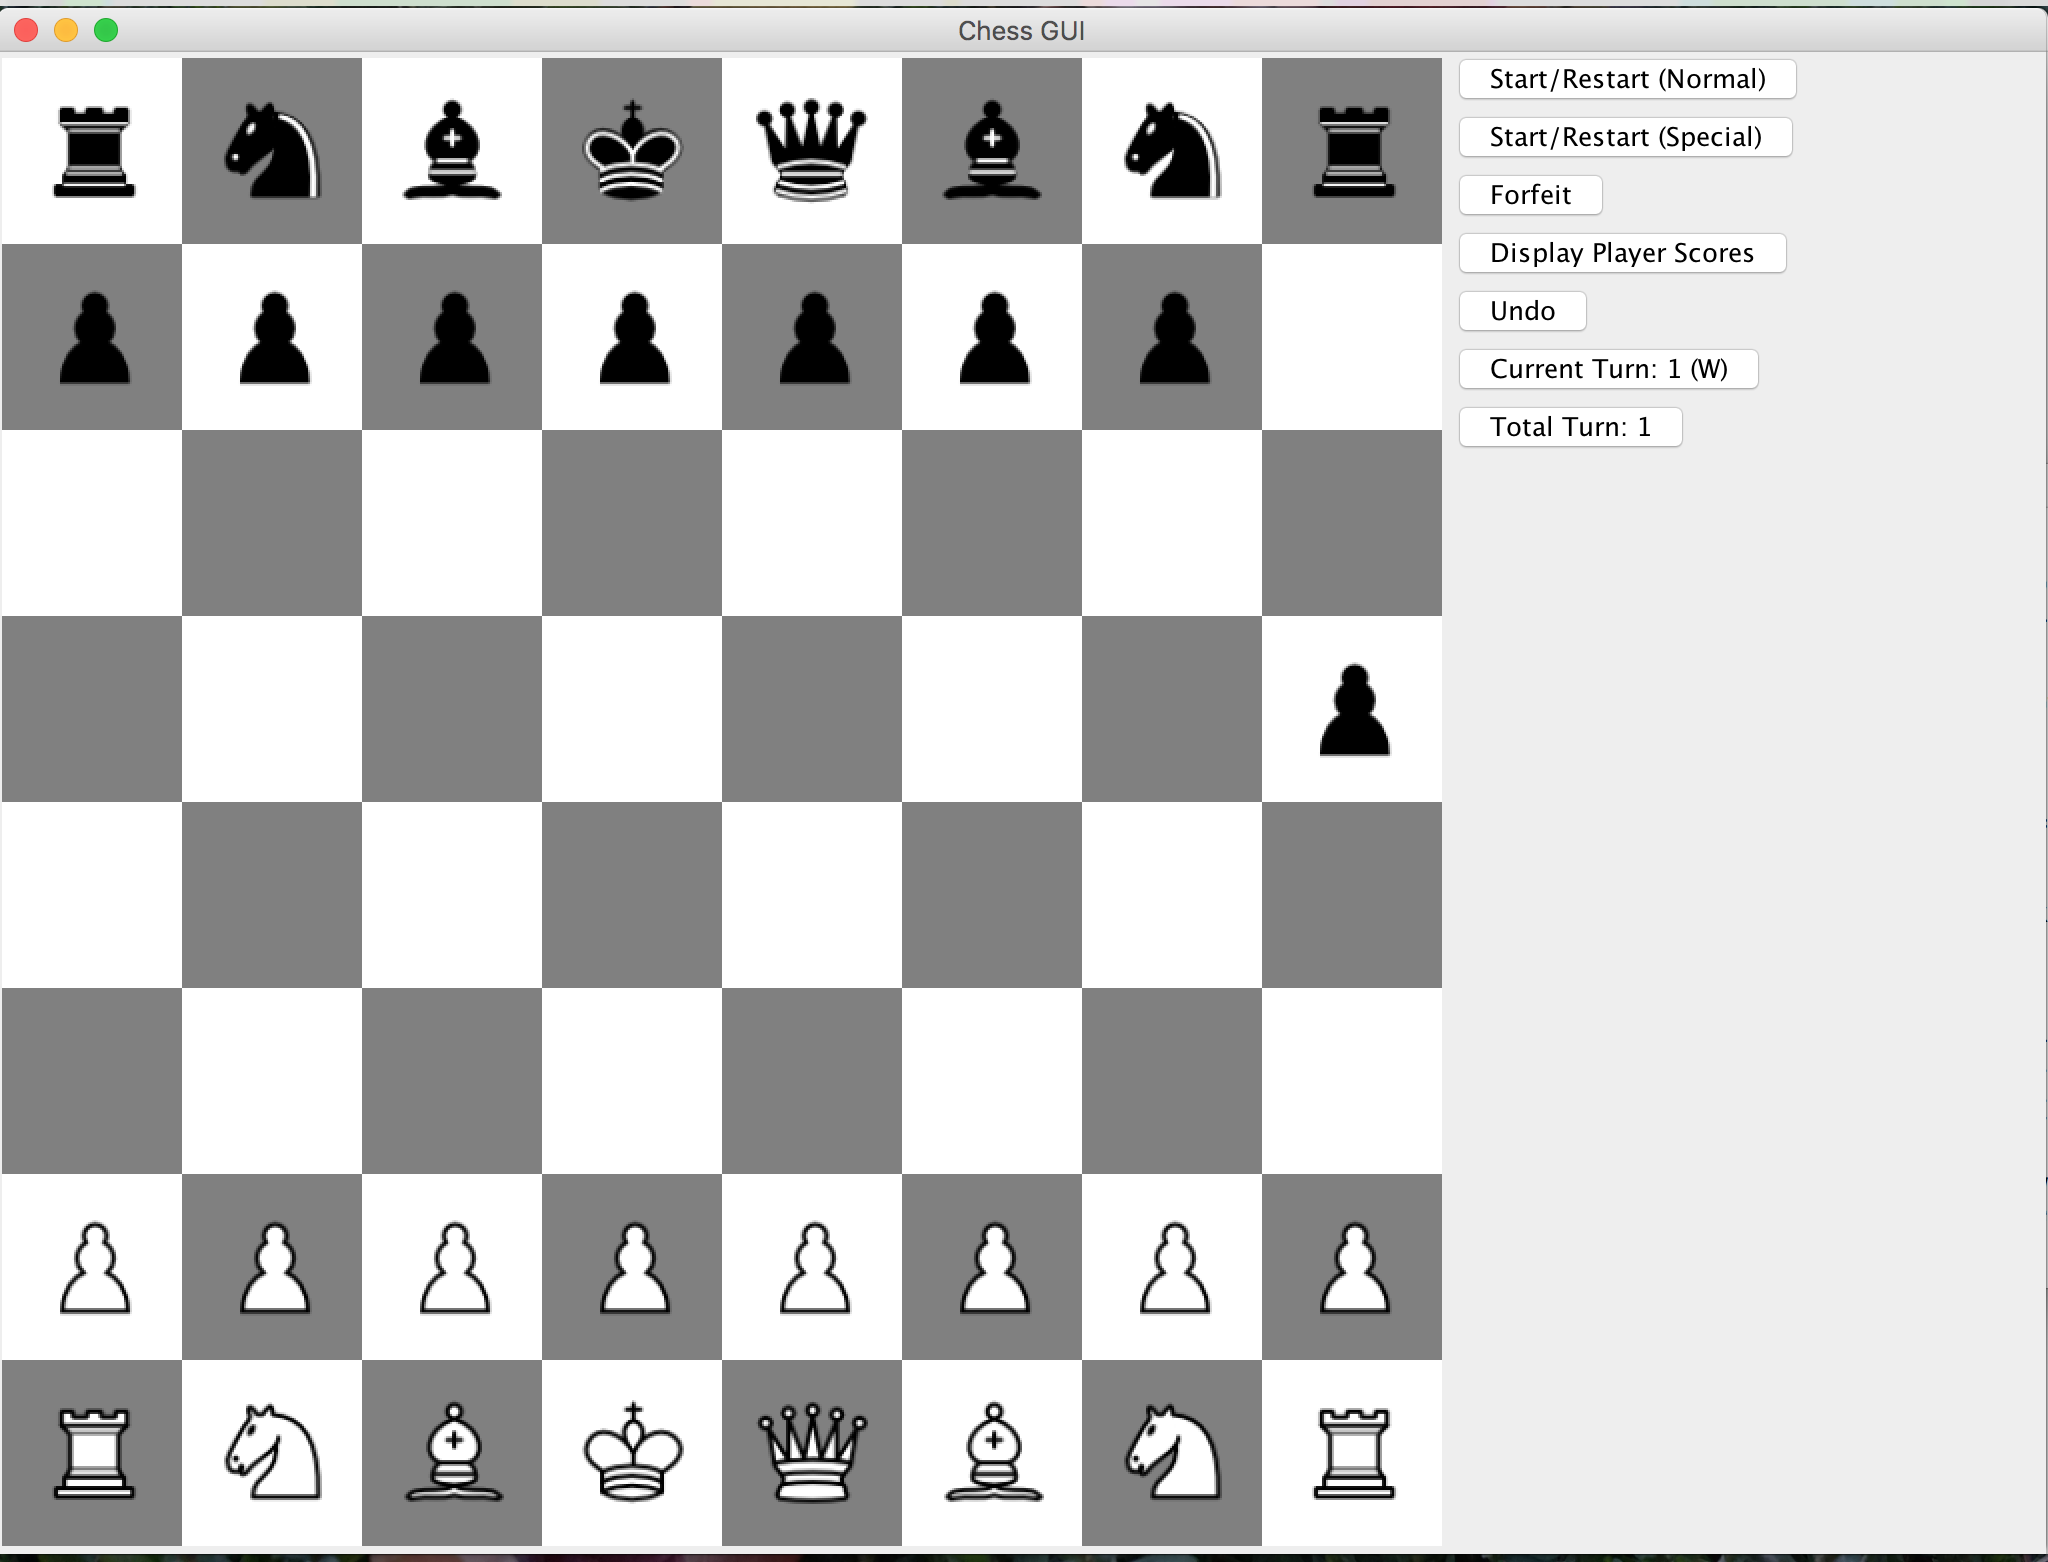 Chess GUI
Start/Restart (Normal)
Start/Restart (Special)
Forfeit
Display Player Scores
Undo
Current Turn: 1 (W)
Total Turn: 1